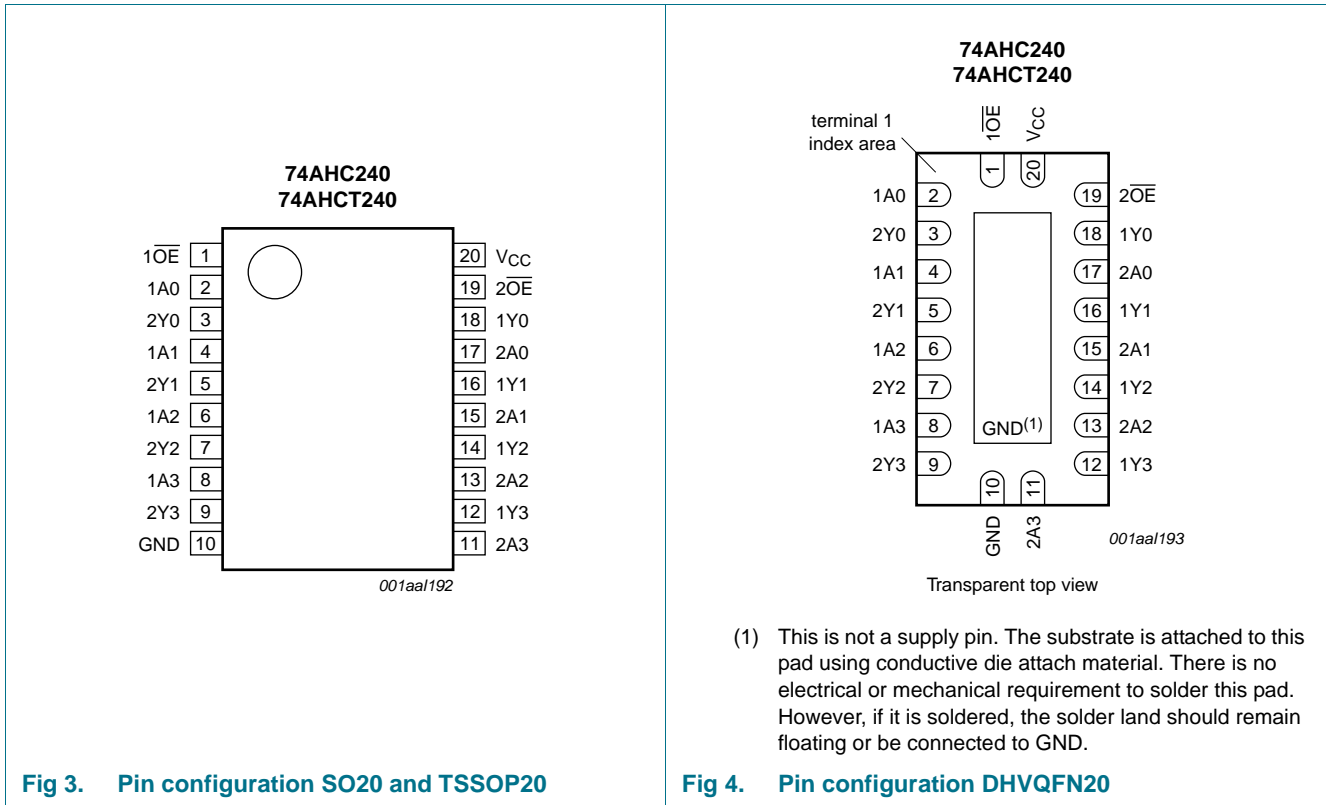 74AHC240
74AHCT240
1OE 1
1A0 2
2Y0 3
1A1 4
2Y1 5
1A2 6
2Y2 7
1A3 8
2Y3 9
GND 10
20 VCC
19 2OE
18 1Y0
17 2A0
16 1Y1
15 2A1
14 1Y2
13 2A2
12 1Y3
11 2A3
001aal192
Fig 3. Pin configuration SO20 and TSSOP20
74AHC240
74AHCT240
terminal 1
index area
1OE
VCC
1
20
1A0 2
2Y0 3
1A1 4
2Y1 5
1A2 6
2Y2 7
1A3 8
2Y3 9
19 2OE
18 1Y0
17 2A0
16 1Y1
15 2A1
14 1Y2
13 2A2
12 1Y3
GND(1)
10
11
GND
2A3
001aal193
Transparent top view
(1) This is not a supply pin. The substrate is attached to this
pad using conductive die attach material. There is no
electrical or mechanical requirement to solder this pad.
However, if it is soldered, the solder land should remain
floating or be connected to GND.
Fig 4. Pin configuration DHVQFN20